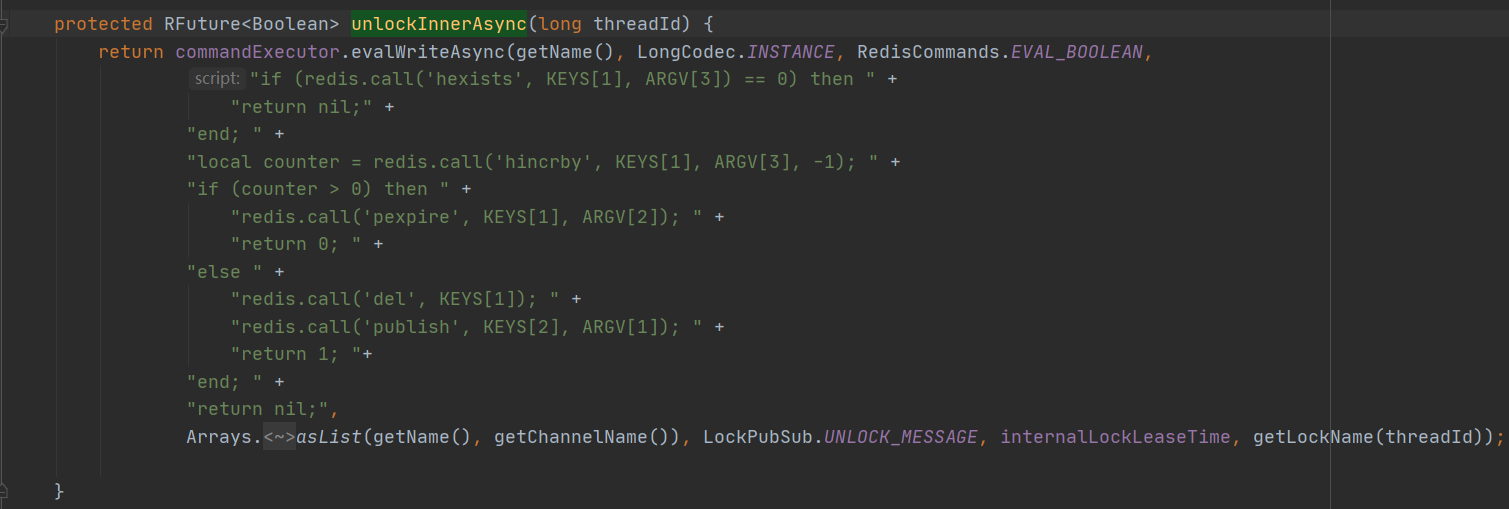 protected RFuture<Boolean> unlockInnerAsync(long threadId) {
return commandExecutor.evalWriteAsync(getName(), LongCodec.INSTANCE, RedisCommands.EVAL_BOOLEAN,
script: "if (redis.call('hexists', KEYS[1], ARGV[3]) == 0) then " +
"return nil;" +
"end; " +
"local counter = redis.call('hincrby', KEYS[1], ARGV[3], -1); " +
"if (counter > 0) then " +
"redis.call('pexpire', KEYS[1], ARGV[2]); " +
"return 0; " +
"else " +
"redis.call('del', KEYS[1]); " +
"redis.call('publish', KEYS[2], ARGV[1]); " +
"return 1; "+
"end; " +
"return nil;",
Arrays.<~>asList(getName(), getChannelName()), LockPubSub.UNLOCK_MESSAGE, internalLockLeaseTime, getLockName(threadId));
}